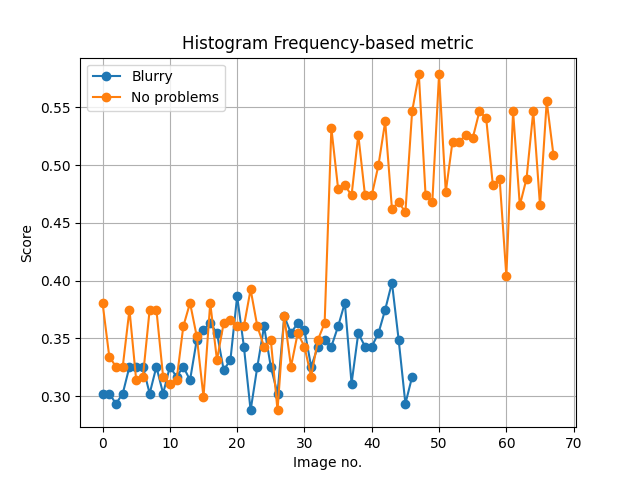 Histogram Frequency-based metric
Blurry
No problems
Score
0.55
0.50
0.45
0.40
0.35
0.30
0 10 20 30 40 50 60 70
Image no.